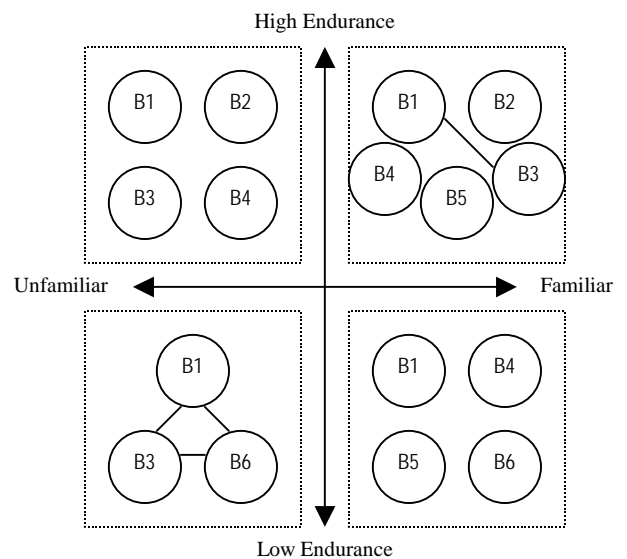 High Endurance
B1 B2
B3 B4
B1 B2
B4 B5 B3
Unfamiliar
Familiar
B1
B3 B6
B1 B4
B5 B6
Low Endurance